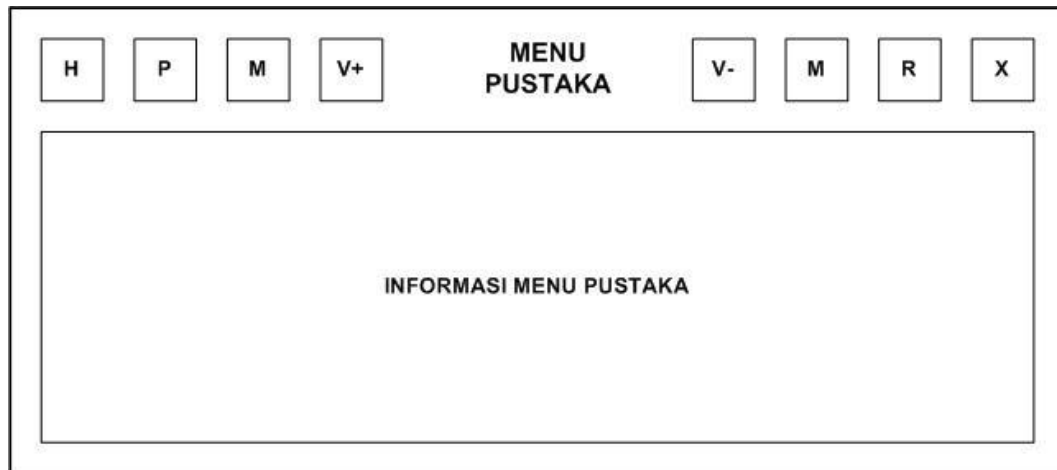 H P M V+ MENU V- M R X
PUSTAKA
INFORMASI MENU PUSTAKA